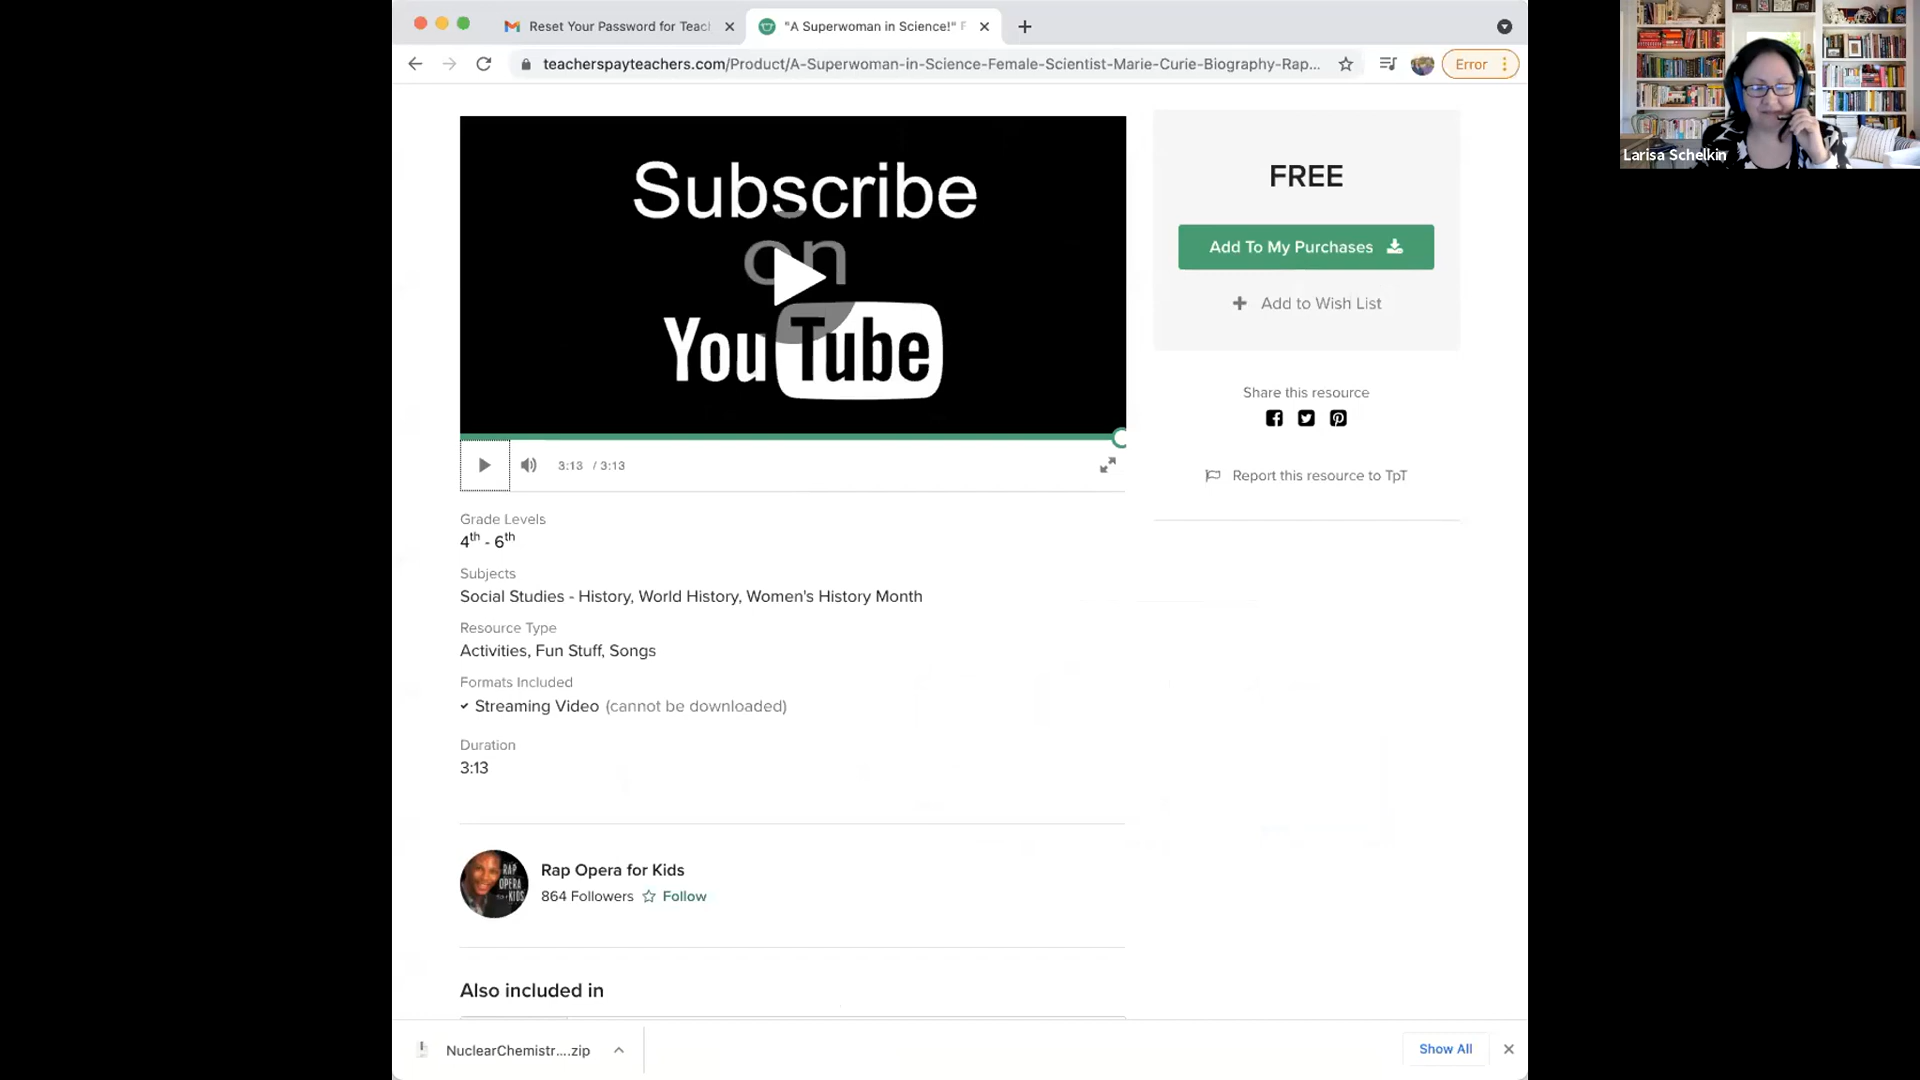 Reset Your Password for Teach
"A Superwoman in Science!" F
teacherspayteachers.com/Product/A-Superwoman-in-Science-Female-Scientist-Marie-Curie-Biography-Rap...
Error
Larisa Schelkin
Subscribe
on
YouTube
3:13 / 3:13
FREE
Add To My Purchases
Add to Wish List
Share this resource
Report this resource to TpT
Grade Levels
4th - 6th
Subjects
Social Studies - History, World History, Women's History Month
Resource Type
Activities, Fun Stuff, Songs
Formats Included
Streaming Video (cannot be downloaded)
Duration
3:13
RAP
OPERA
KIDS
Rap Opera for Kids
864 Followers Follow
Also included in
NuclearChemistr....zip
Show All